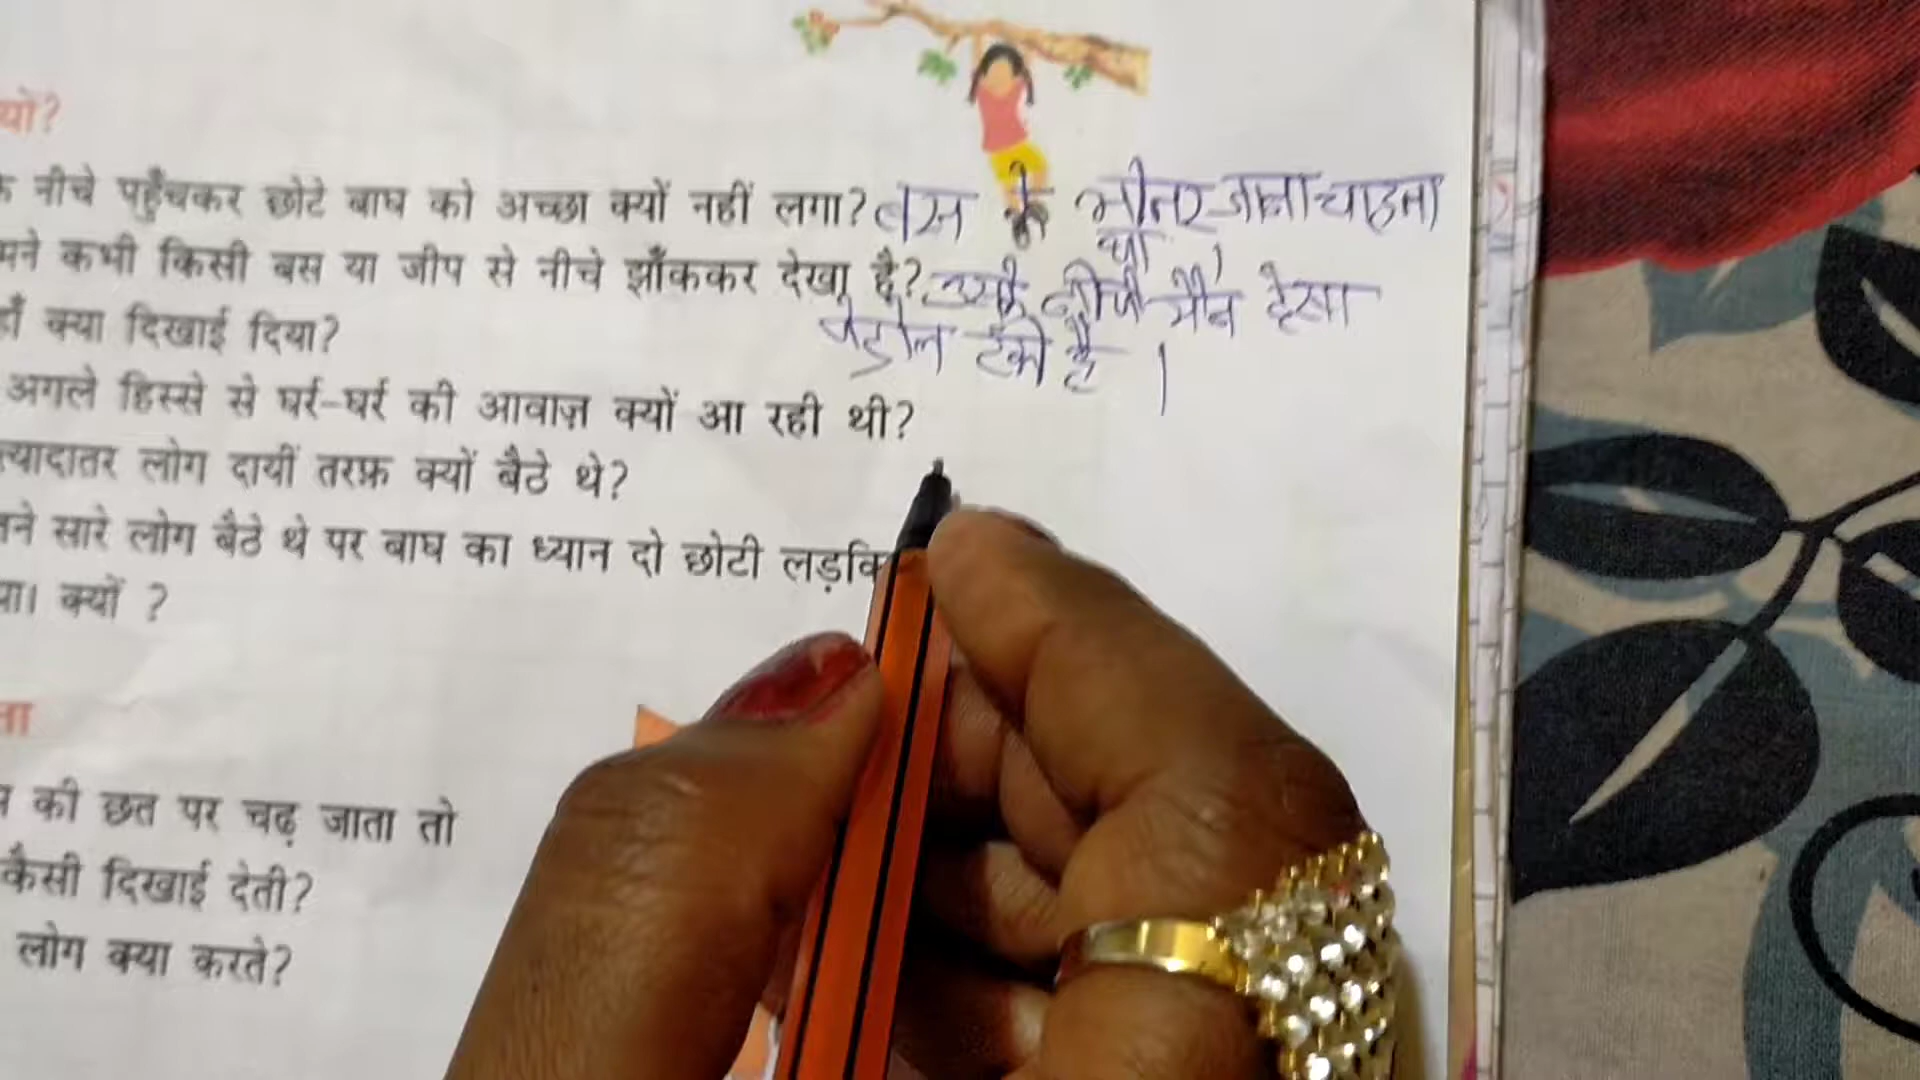 यों?
के नीचे पहुँचकर छोटे बाघ को अच्छा क्यों नहीं लगा? बस के भीतर जाना चाहता
था।
मने कभी किसी बस या जीप से नीचे झाँककर देखा है? उसके नीचे मैंने देखा
हाँ क्या दिखाई दिया? पेट्रोल टंकी है।
अगले हिस्से से घर्र-घर्र की आवाज़ क्यों आ रही थी?
ज्यादातर लोग दायीं तरफ़ क्यों बैठे थे?
तने सारे लोग बैठे थे पर बाघ का ध्यान दो छोटी लड़कि
या। क्यों ?
ता
की छत पर चढ़ जाता तो
कैसी दिखाई देती?
लोग क्या करते?